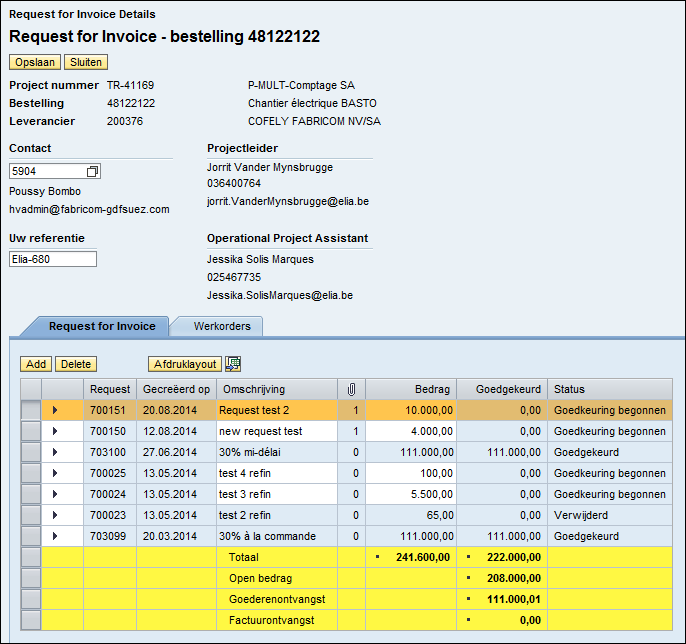 Request for Invoice Details
Request for Invoice - bestelling 48122122
Opslaan Sluiten
Project nummer TR-41169 P-MULT-Comptage SA
Bestelling 48122122 Chantier électrique BASTO
Leverancier 200376 COFELY FABRICOM NV/SA
Contact Projectleider
5904 Jorrit Vander Mynsbrugge
Poussy Bombo 036400764
hvadmin@fabricom-gdfsuez.com jorrit.VanderMynsbrugge@elia.be
Uw referentie Operational Project Assistant
Elia-680 Jessika Solis Marques
025467735
Jessika.SolisMarques@elia.be
Request for Invoice Werkorders
Add Delete Afdruklayout
Request Gecreëerd op Omschrijving Bedrag Goedgekeurd Status
700151 20.08.2014 Request test 2 1 10.000,00 0,00 Goedkeuring begonnen
700150 12.08.2014 new request test 1 4.000,00 0,00 Goedkeuring begonnen
703100 27.06.2014 30% mi-délai 0 111.000,00 111.000,00 Goedgekeurd
700025 13.05.2014 test 4 refin 0 100,00 0,00 Goedkeuring begonnen
700024 13.05.2014 test 3 refin 0 5.500,00 0,00 Goedkeuring begonnen
700023 13.05.2014 test 2 refin 0 65,00 0,00 Verwijderd
703099 20.03.2014 30% à la commande 0 111.000,00 111.000,00 Goedgekeurd
Totaal 241.600,00 222.000,00
Open bedrag 208.000,00
Goederenontvangst 111.000,01
Factuurontvangst 0,00